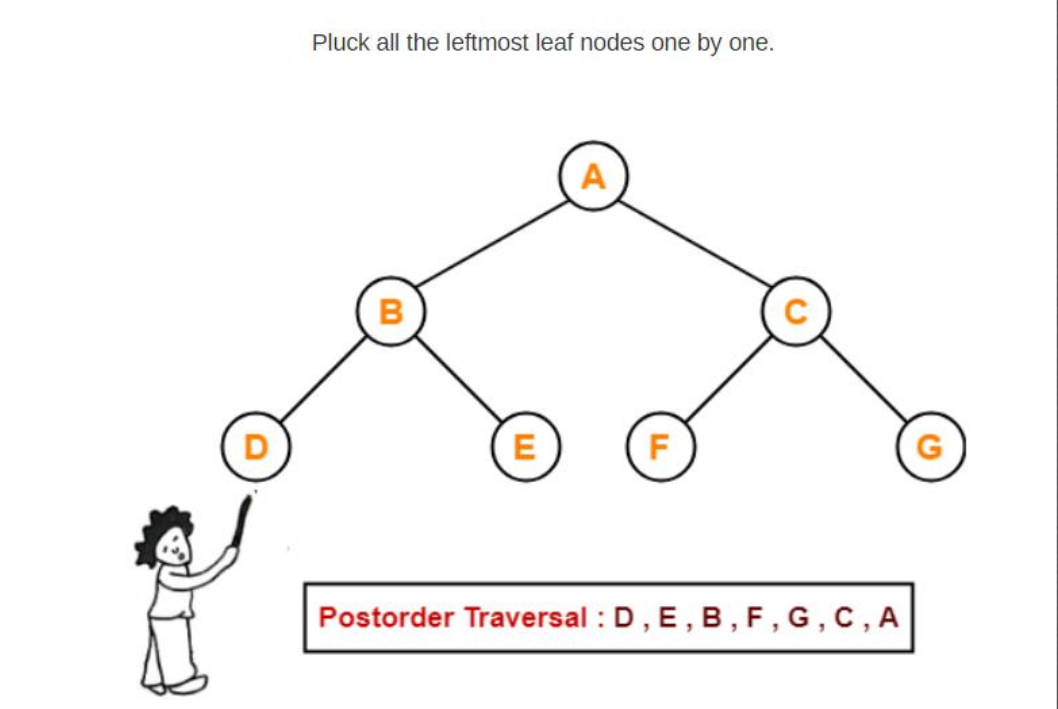 Pluck all the leftmost leaf nodes one by one.
A
B
C
D
E
F
G
Postorder Traversal : D , E , B , F , G , C , A